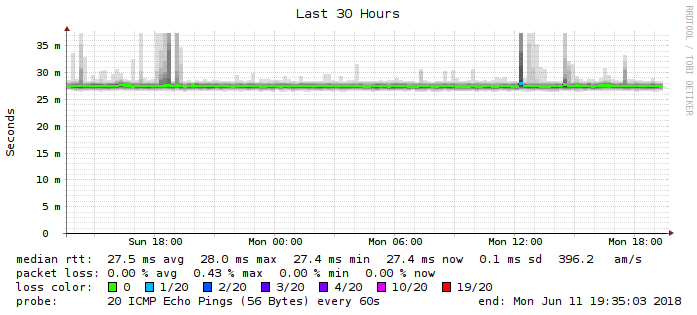 Last 30 Hours
RRDTOOL / TOBI OETIKER
Seconds
35 m
30 m
25 m
20 m
15 m
10 m
5 m
0
Sun 18:00 Mon 00:00 Mon 06:00 Mon 12:00 Mon 18:00
median rtt: 27.5 ms avg 28.0 ms max 27.4 ms min 27.4 ms now 0.1 ms sd 396.2 am/s
packet loss: 0.00 % avg 0.43 % max 0.00 % min 0.00 % now
loss color: 0 1/20 2/20 3/20 4/20 10/20 19/20
probe: 20 ICMP Echo Pings (56 Bytes) every 60s end: Mon Jun 11 19:35:03 2018